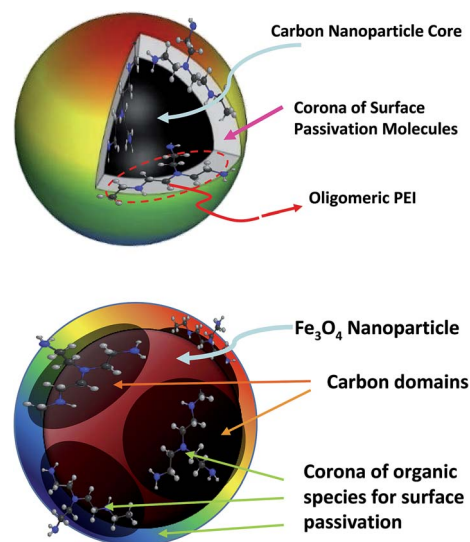 Carbon Nanoparticle Core
Corona of Surface
Passivation Molecules
Oligomeric PEI
Fe₃O₄ Nanoparticle
Carbon domains
Corona of organic
species for surface
passivation